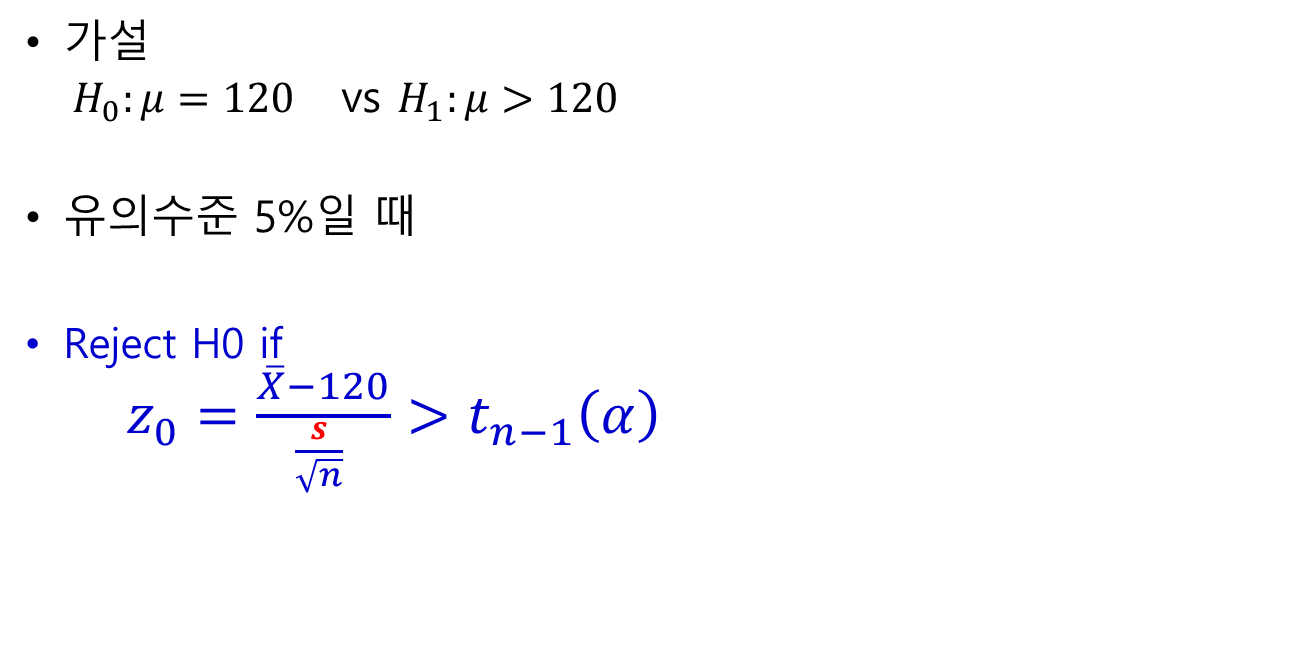 • 가설
H₀: μ = 120 vs H₁: μ > 120
• 유의수준 5%일 때
• Reject H0 if
z₀ = (X̄−120)/(s/√n) > tₙ₋₁(α)